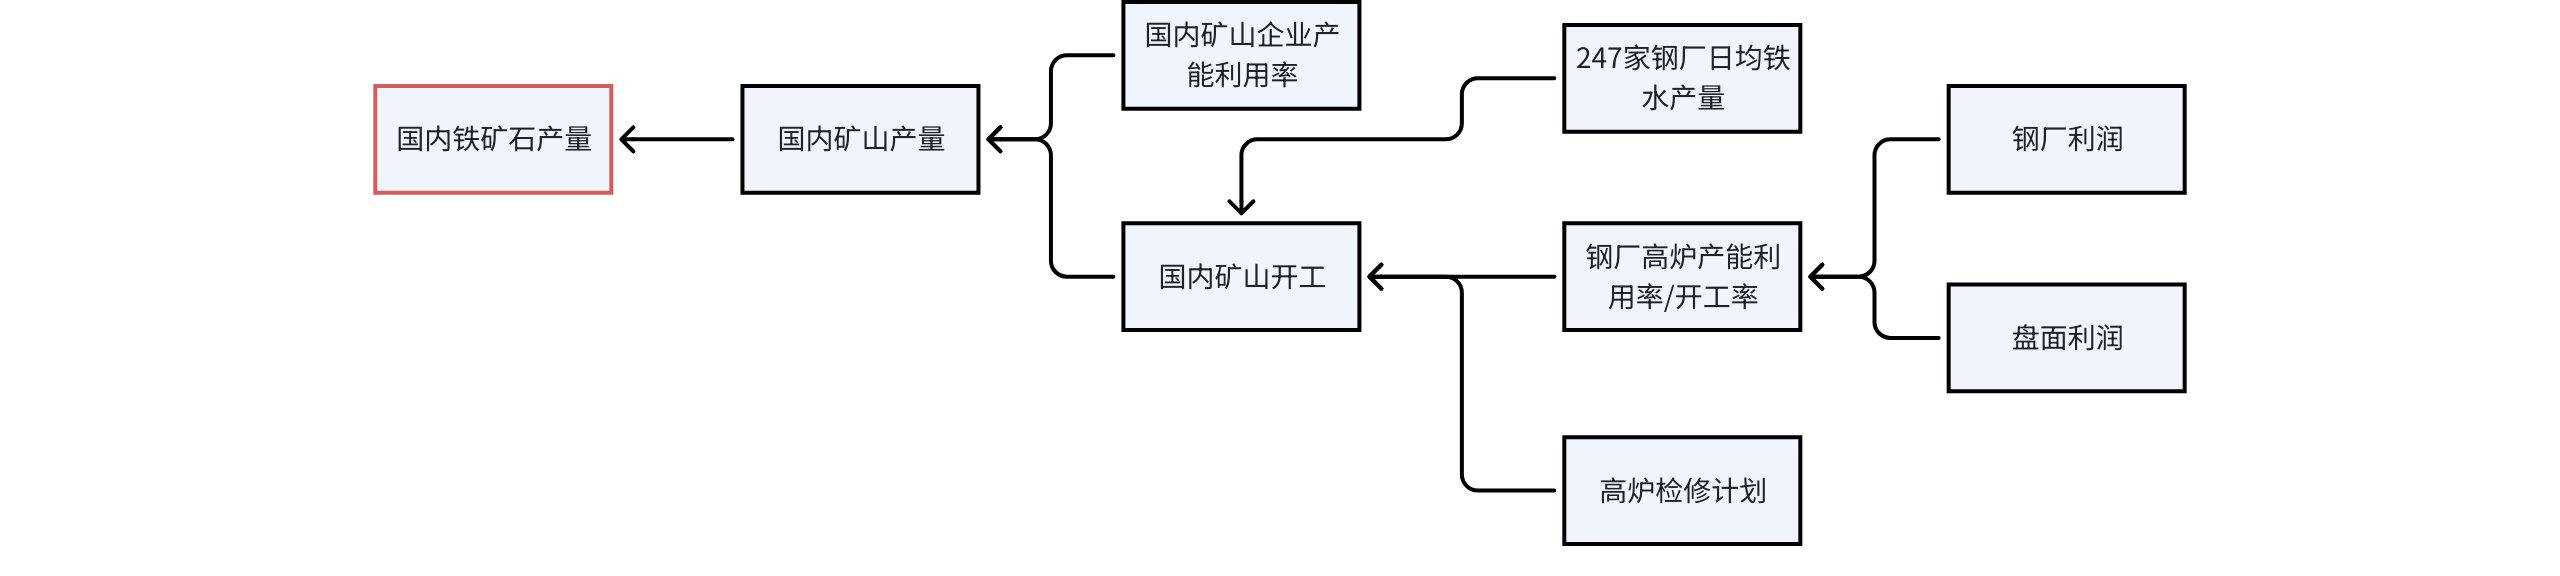 国内铁矿石产量
国内矿山产量
国内矿山企业产
能利用率
国内矿山开工
247家钢厂日均铁
水产量
钢厂高炉产能利
用率/开工率
高炉检修计划
钢厂利润
盘面利润